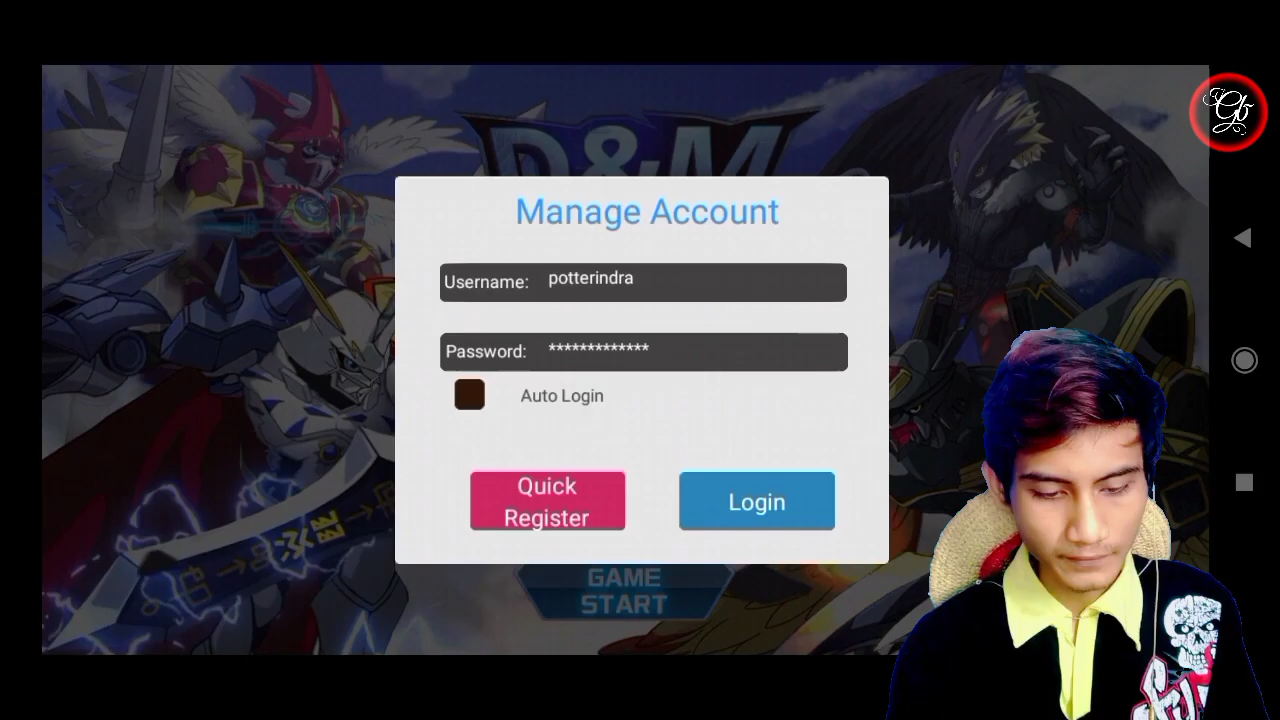 D&M
Manage Account
Username: potterindra
Password: *************
Auto Login
Quick
Register
Login
GAME
START